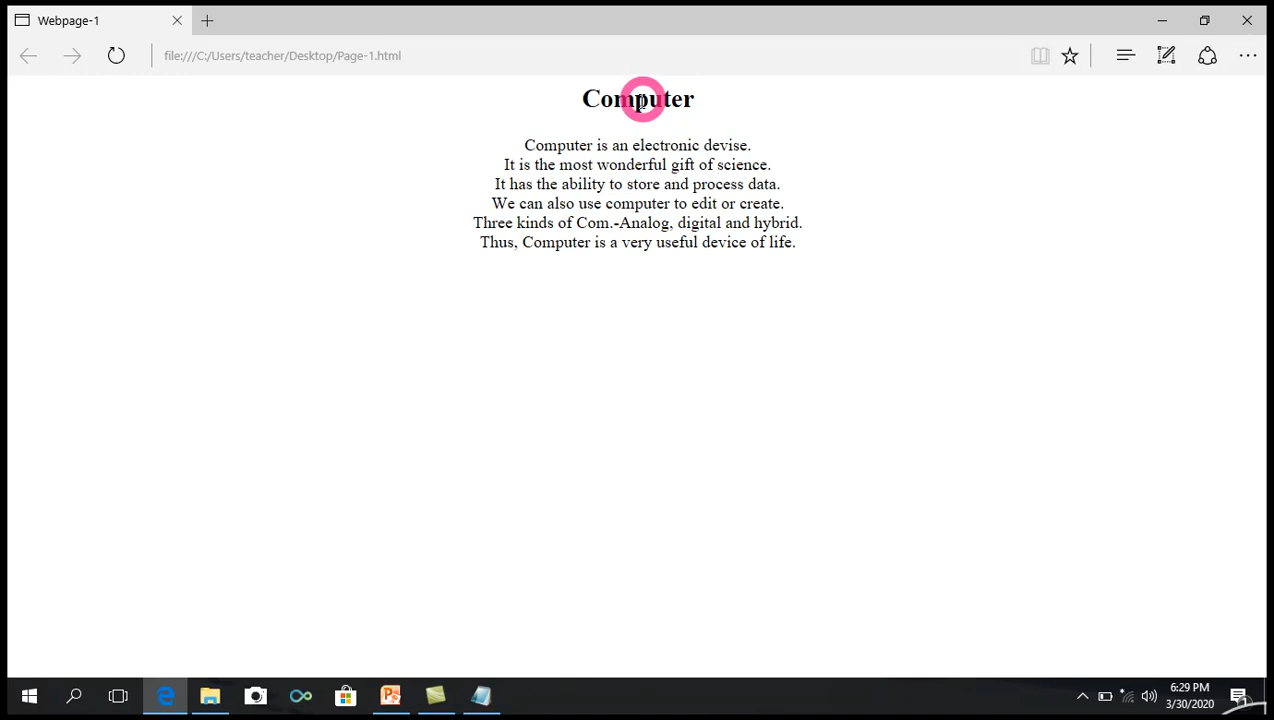 Webpage-1
file:///C:/Users/teacher/Desktop/Page-1.html
Computer
Computer is an electronic devise.
It is the most wonderful gift of science.
It has the ability to store and process data.
We can also use computer to edit or create.
Three kinds of Com.-Analog, digital and hybrid.
Thus, Computer is a very useful device of life.
6:29 PM
3/30/2020